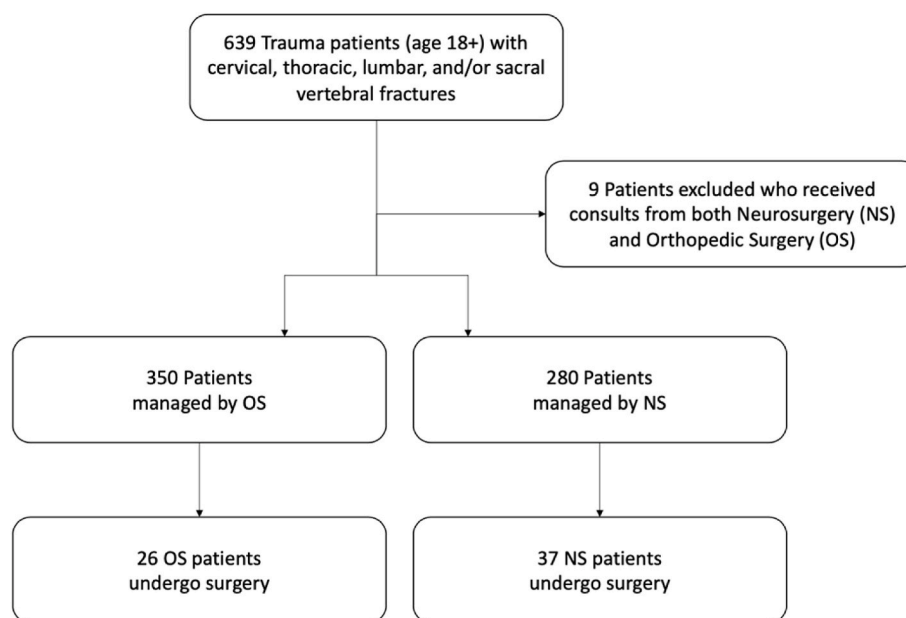 639 Trauma patients (age 18+) with
cervical, thoracic, lumbar, and/or sacral
vertebral fractures
9 Patients excluded who received
consults from both Neurosurgery (NS)
and Orthopedic Surgery (OS)
350 Patients
managed by OS
280 Patients
managed by NS
26 OS patients
undergo surgery
37 NS patients
undergo surgery